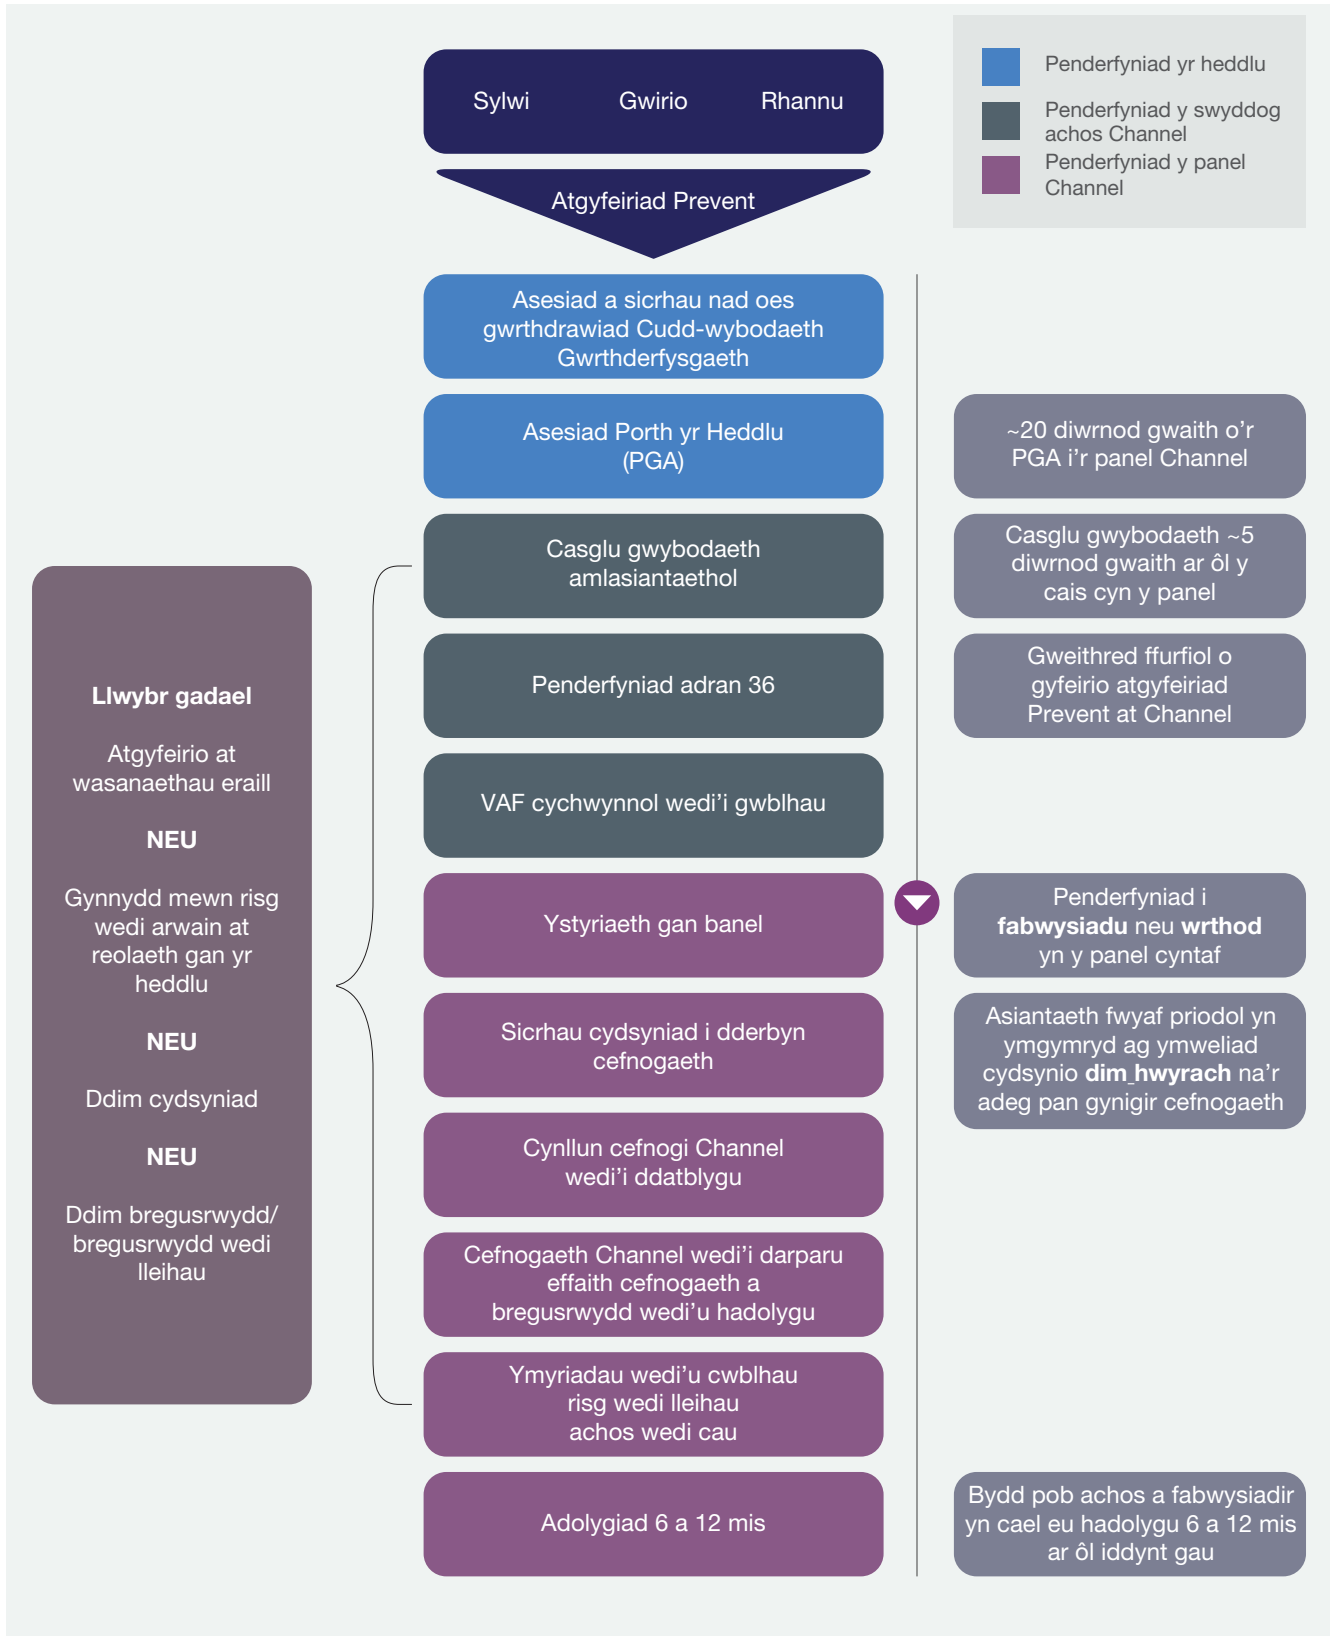 Sylwi Gwirio Rhannu
Atgyfeiriad Prevent
Penderfyniad yr heddlu
Penderfyniad y swyddog
achos Channel
Penderfyniad y panel
Channel
Asesiad a sicrhau nad oes
gwrthdrawiad Cudd-wybodaeth
Gwrthderfysgaeth
Asesiad Porth yr Heddlu
(PGA)
~20 diwrnod gwaith o’r
PGA i’r panel Channel
Casglu gwybodaeth
amlasiantaethol
Casglu gwybodaeth ~5
diwrnod gwaith ar ôl y
cais cyn y panel
Penderfyniad adran 36
Gweithred ffurfiol o
gyfeirio atgyfeiriad
Prevent at Channel
VAF cychwynnol wedi’i gwblhau
Ystyriaeth gan banel
Penderfyniad i
fabwysiadu neu wrthod
yn y panel cyntaf
Sicrhau cydsyniad i dderbyn
cefnogaeth
Asiantaeth fwyaf priodol yn
ymgymryd ag ymweliad
cydsynio dim_hwyrach na’r
adeg pan gynigir cefnogaeth
Cynllun cefnogi Channel
wedi’i ddatblygu
Cefnogaeth Channel wedi’i darparu
effaith cefnogaeth a
bregusrwydd wedi’u hadolygu
Ymyriadau wedi’u cwblhau
risg wedi lleihau
achos wedi cau
Adolygiad 6 a 12 mis
Bydd pob achos a fabwysiadir
yn cael eu hadolygu 6 a 12 mis
ar ôl iddynt gau
Llwybr gadael
Atgyfeirio at
wasanaethau eraill
NEU
Gynnydd mewn risg
wedi arwain at
reolaeth gan yr
heddlu
NEU
Ddim cydsyniad
NEU
Ddim bregusrwydd/
bregusrwydd wedi
lleihau